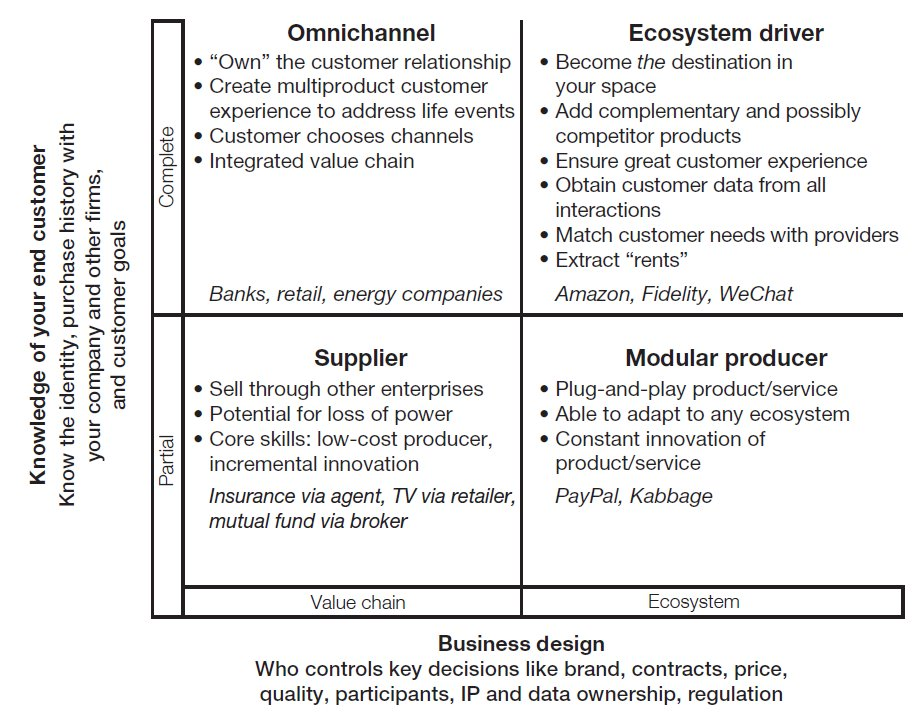 Knowledge of your end customer
Know the identity, purchase history with
your company and other firms,
and customer goals
Complete
Omnichannel
• “Own” the customer relationship
• Create multiproduct customer
experience to address life events
• Customer chooses channels
• Integrated value chain
Banks, retail, energy companies
Ecosystem driver
• Become the destination in
your space
• Add complementary and possibly
competitor products
• Ensure great customer experience
• Obtain customer data from all
interactions
• Match customer needs with providers
• Extract “rents”
Amazon, Fidelity, WeChat
Partial
Supplier
• Sell through other enterprises
• Potential for loss of power
• Core skills: low-cost producer,
incremental innovation
Insurance via agent, TV via retailer,
mutual fund via broker
Modular producer
• Plug-and-play product/service
• Able to adapt to any ecosystem
• Constant innovation of
product/service
PayPal, Kabbage
Value chain
Ecosystem
Business design
Who controls key decisions like brand, contracts, price,
quality, participants, IP and data ownership, regulation